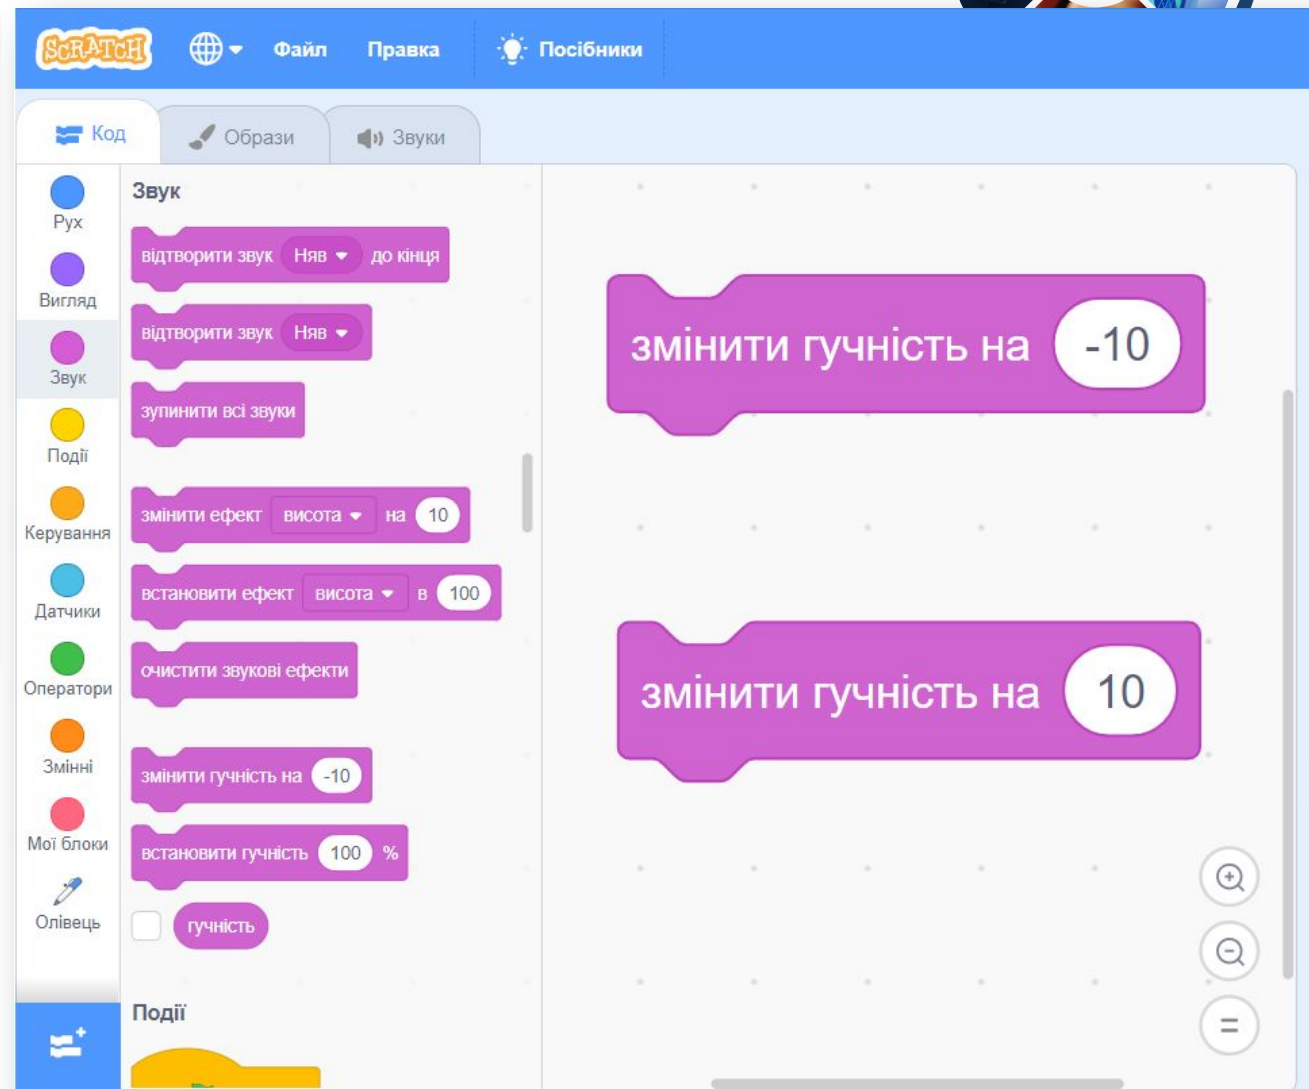 SCRATCH Файл Правка Посібники
Код Образи Звуки
Рух
Вигляд
Звук
Події
Керування
Датчики
Оператори
Змінні
Мої блоки
Олівець
Звук
відтворити звук Няв до кінця
відтворити звук Няв
зупинити всі звуки
змінити ефект висота на 10
встановити ефект висота в 100
очистити звукові ефекти
змінити гучність на -10
встановити гучність 100 %
гучність
Події
змінити гучність на -10
змінити гучність на 10